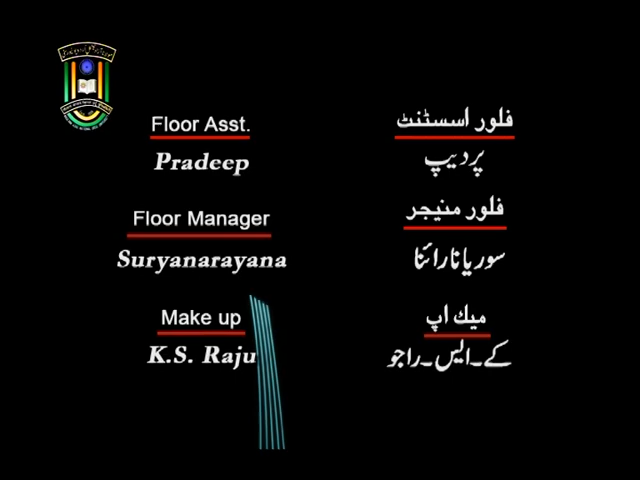 Floor Asst.
فلور اسسٹنٹ
Pradeep
پردیپ
Floor Manager
فلور منیجر
Suryanarayana
سوریانارائنا
Make up
میک اپ
K.S. Raju
کے۔ایس۔راجو